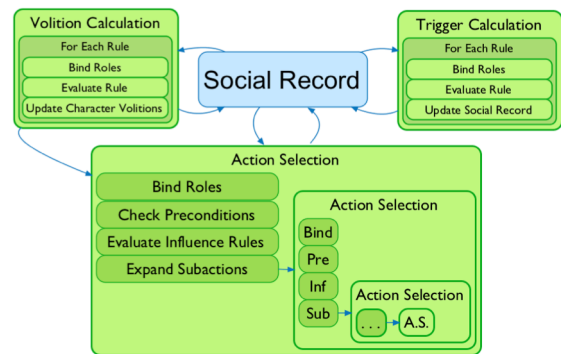 Volition Calculation
For Each Rule
Bind Roles
Evaluate Rule
Update Character Volitions
Social Record
Trigger Calculation
For Each Rule
Bind Roles
Evaluate Rule
Update Social Record
Action Selection
Bind Roles
Check Preconditions
Evaluate Influence Rules
Expand Subactions
Action Selection
Bind
Pre
Inf
Sub
Action Selection
. . .
A.S.